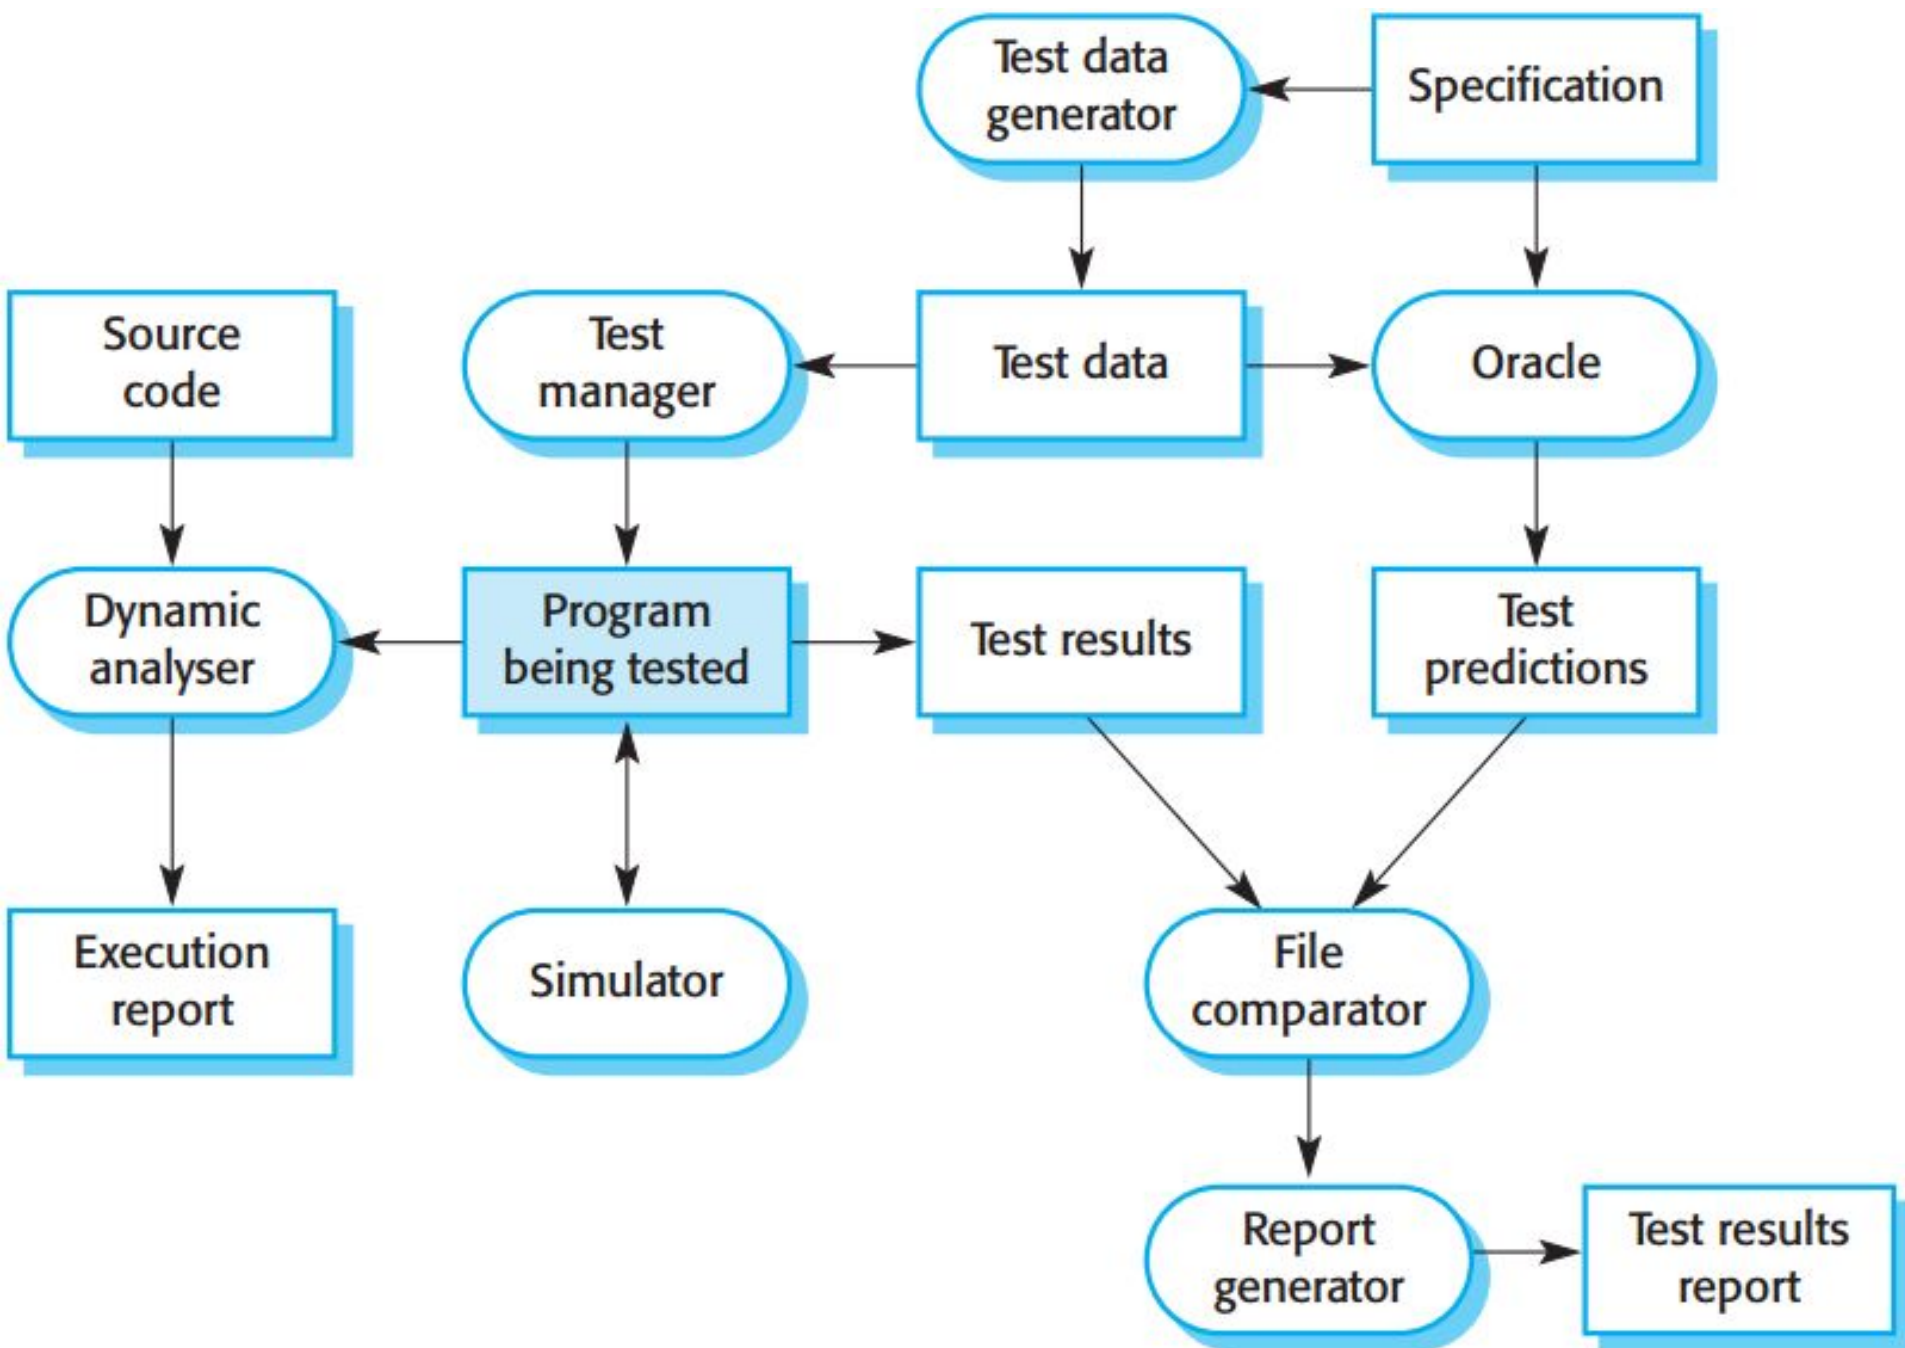 Test data
generator
Specification
Source
code
Test
manager
Test data
Oracle
Dynamic
analyser
Program
being tested
Test results
Test
predictions
Execution
report
Simulator
File
comparator
Report
generator
Test results
report